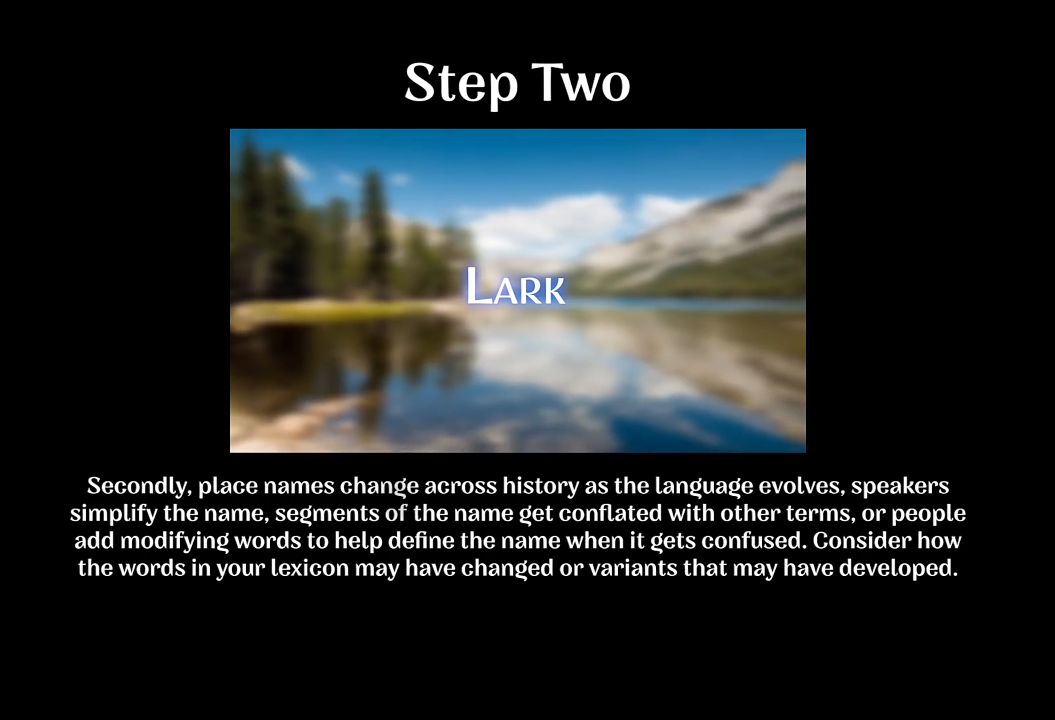 Step Two
Lark
Secondly, place names change across history as the language evolves, speakers
simplify the name, segments of the name get conflated with other terms, or people
add modifying words to help define the name when it gets confused. Consider how
the words in your lexicon may have changed or variants that may have developed.